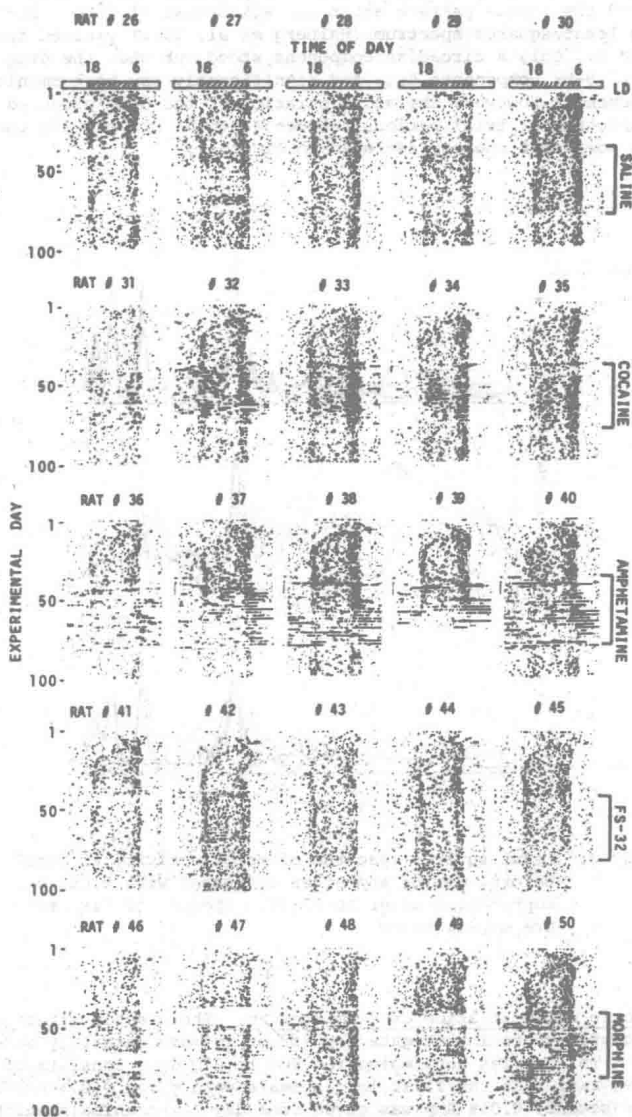 RAT # 26 # 27 # 28 # 29 # 30
TIME OF DAY
18 6 18 6 18 6 18 6 18 6
LD
1
50-
100-
SALINE
RAT # 31 # 32 # 33 # 34 # 35
1
50
100-
COCAINE
RAT # 36 # 37 # 38 # 39 # 40
1
50
100-
AMPHETAMINE
EXPERIMENTAL DAY
RAT # 41 # 42 # 43 # 44 # 45
1
50
100-
FS-32
RAT # 46 # 47 # 48 # 49 # 50
1
50
100-
MORPHINE